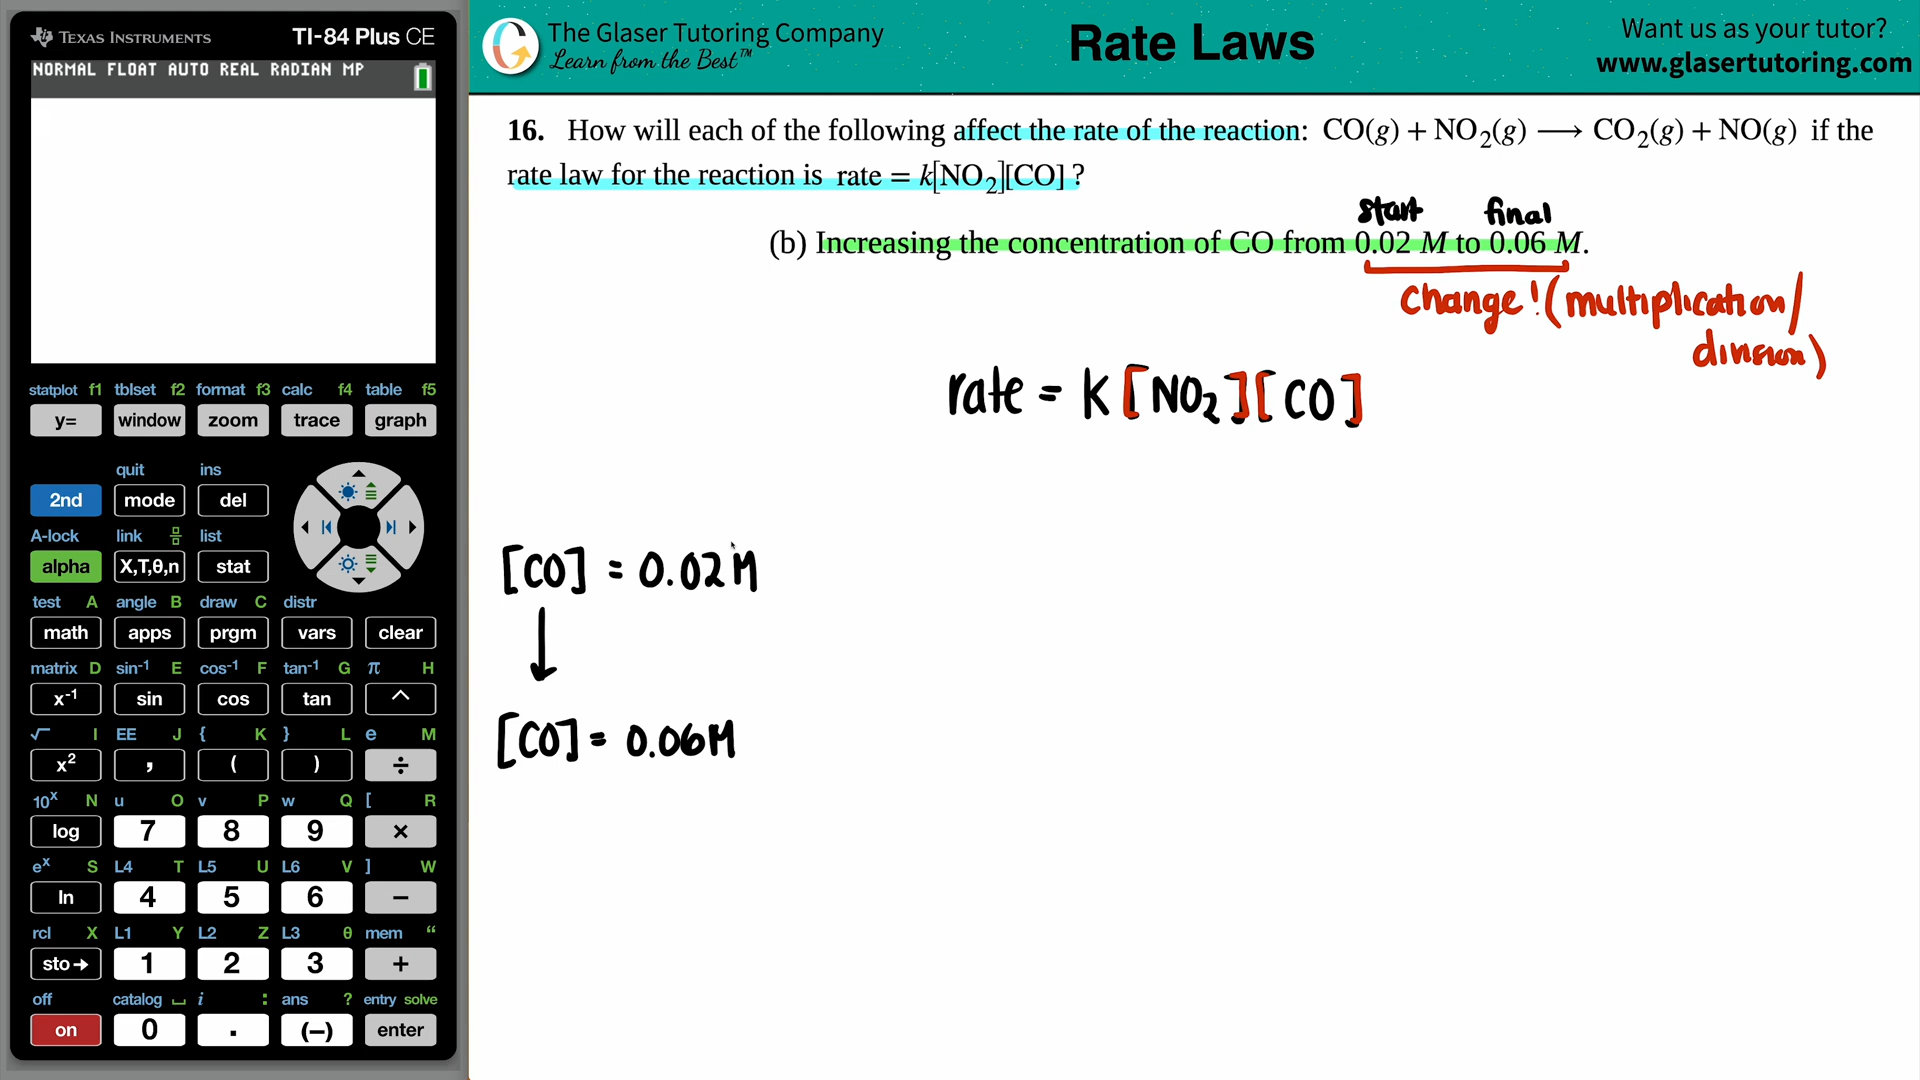 TEXAS INSTRUMENTS TI-84 Plus CE
NORMAL FLOAT AUTO REAL RADIAN MP
statplot f1 tblset f2 format f3 calc f4 table f5
y= window zoom trace graph
quit ins
2nd mode del
A-lock link list
alpha X,T,θ,n stat
test A angle B draw C distr
math apps prgm vars clear
matrix D sin⁻¹ E cos⁻¹ F tan⁻¹ G π H
x⁻¹ sin cos tan ^
√ I EE J { K } L e M
x² , ( ) ÷
10ˣ N u O v P w Q [ R
log 7 8 9 ×
eˣ S L4 T L5 U L6 V ] W
ln 4 5 6 −
rcl X L1 Y L2 Z L3 θ mem “
sto→ 1 2 3 +
off catalog ⎵ i : ans ? entry solve
on 0 . (−) enter
The Glaser Tutoring Company
Learn from the Best™
Rate Laws
Want us as your tutor?
www.glasertutoring.com
16. How will each of the following affect the rate of the reaction: CO(g) + NO₂(g) ⟶ CO₂(g) + NO(g) if the
rate law for the reaction is rate = k[NO₂][CO] ?
start final
(b) Increasing the concentration of CO from 0.02 M to 0.06 M.
change! (multiplication/
division)
rate = K [NO₂][CO]
[CO] = 0.02M
↓
[CO] = 0.06M